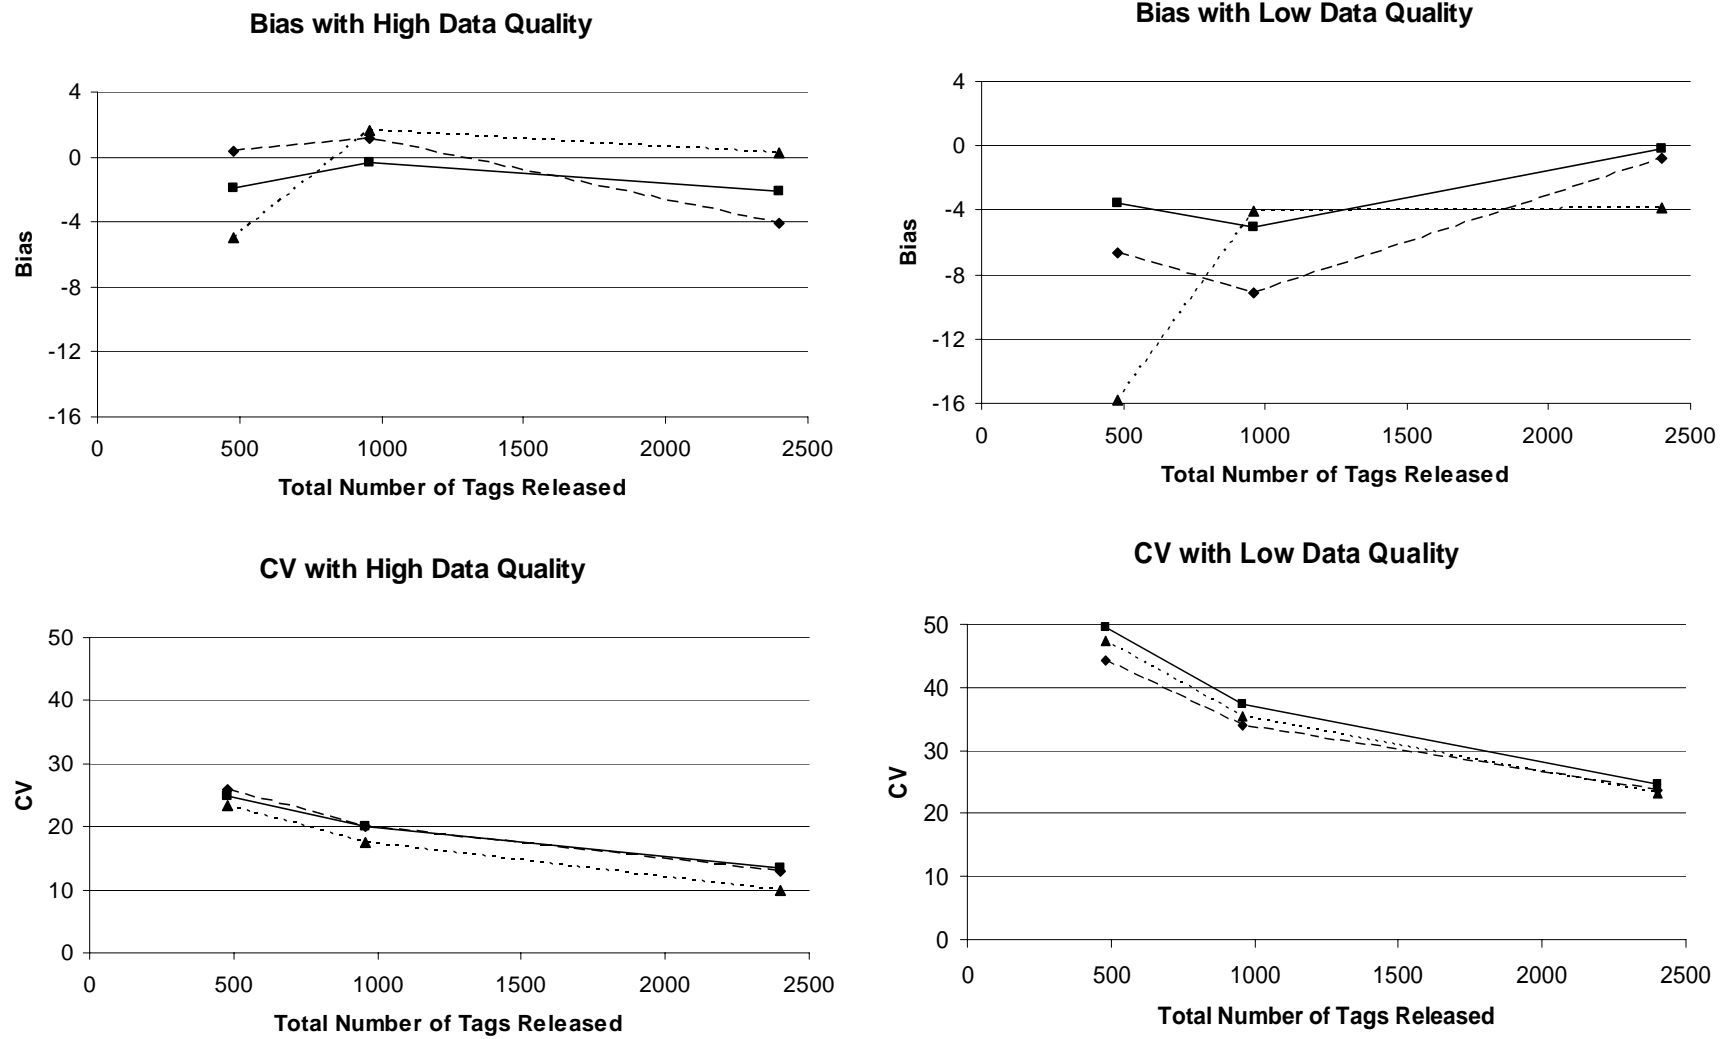 Bias with High Data Quality
4
0
-4
-8
-12
-16
Bias
0 500 1000 1500 2000 2500
Total Number of Tags Released
Bias with Low Data Quality
4
0
-4
-8
-12
-16
Bias
0 500 1000 1500 2000 2500
Total Number of Tags Released
CV with High Data Quality
50
40
30
20
10
0
CV
0 500 1000 1500 2000 2500
Total Number of Tags Released
CV with Low Data Quality
50
40
30
20
10
0
CV
0 500 1000 1500 2000 2500
Total Number of Tags Released